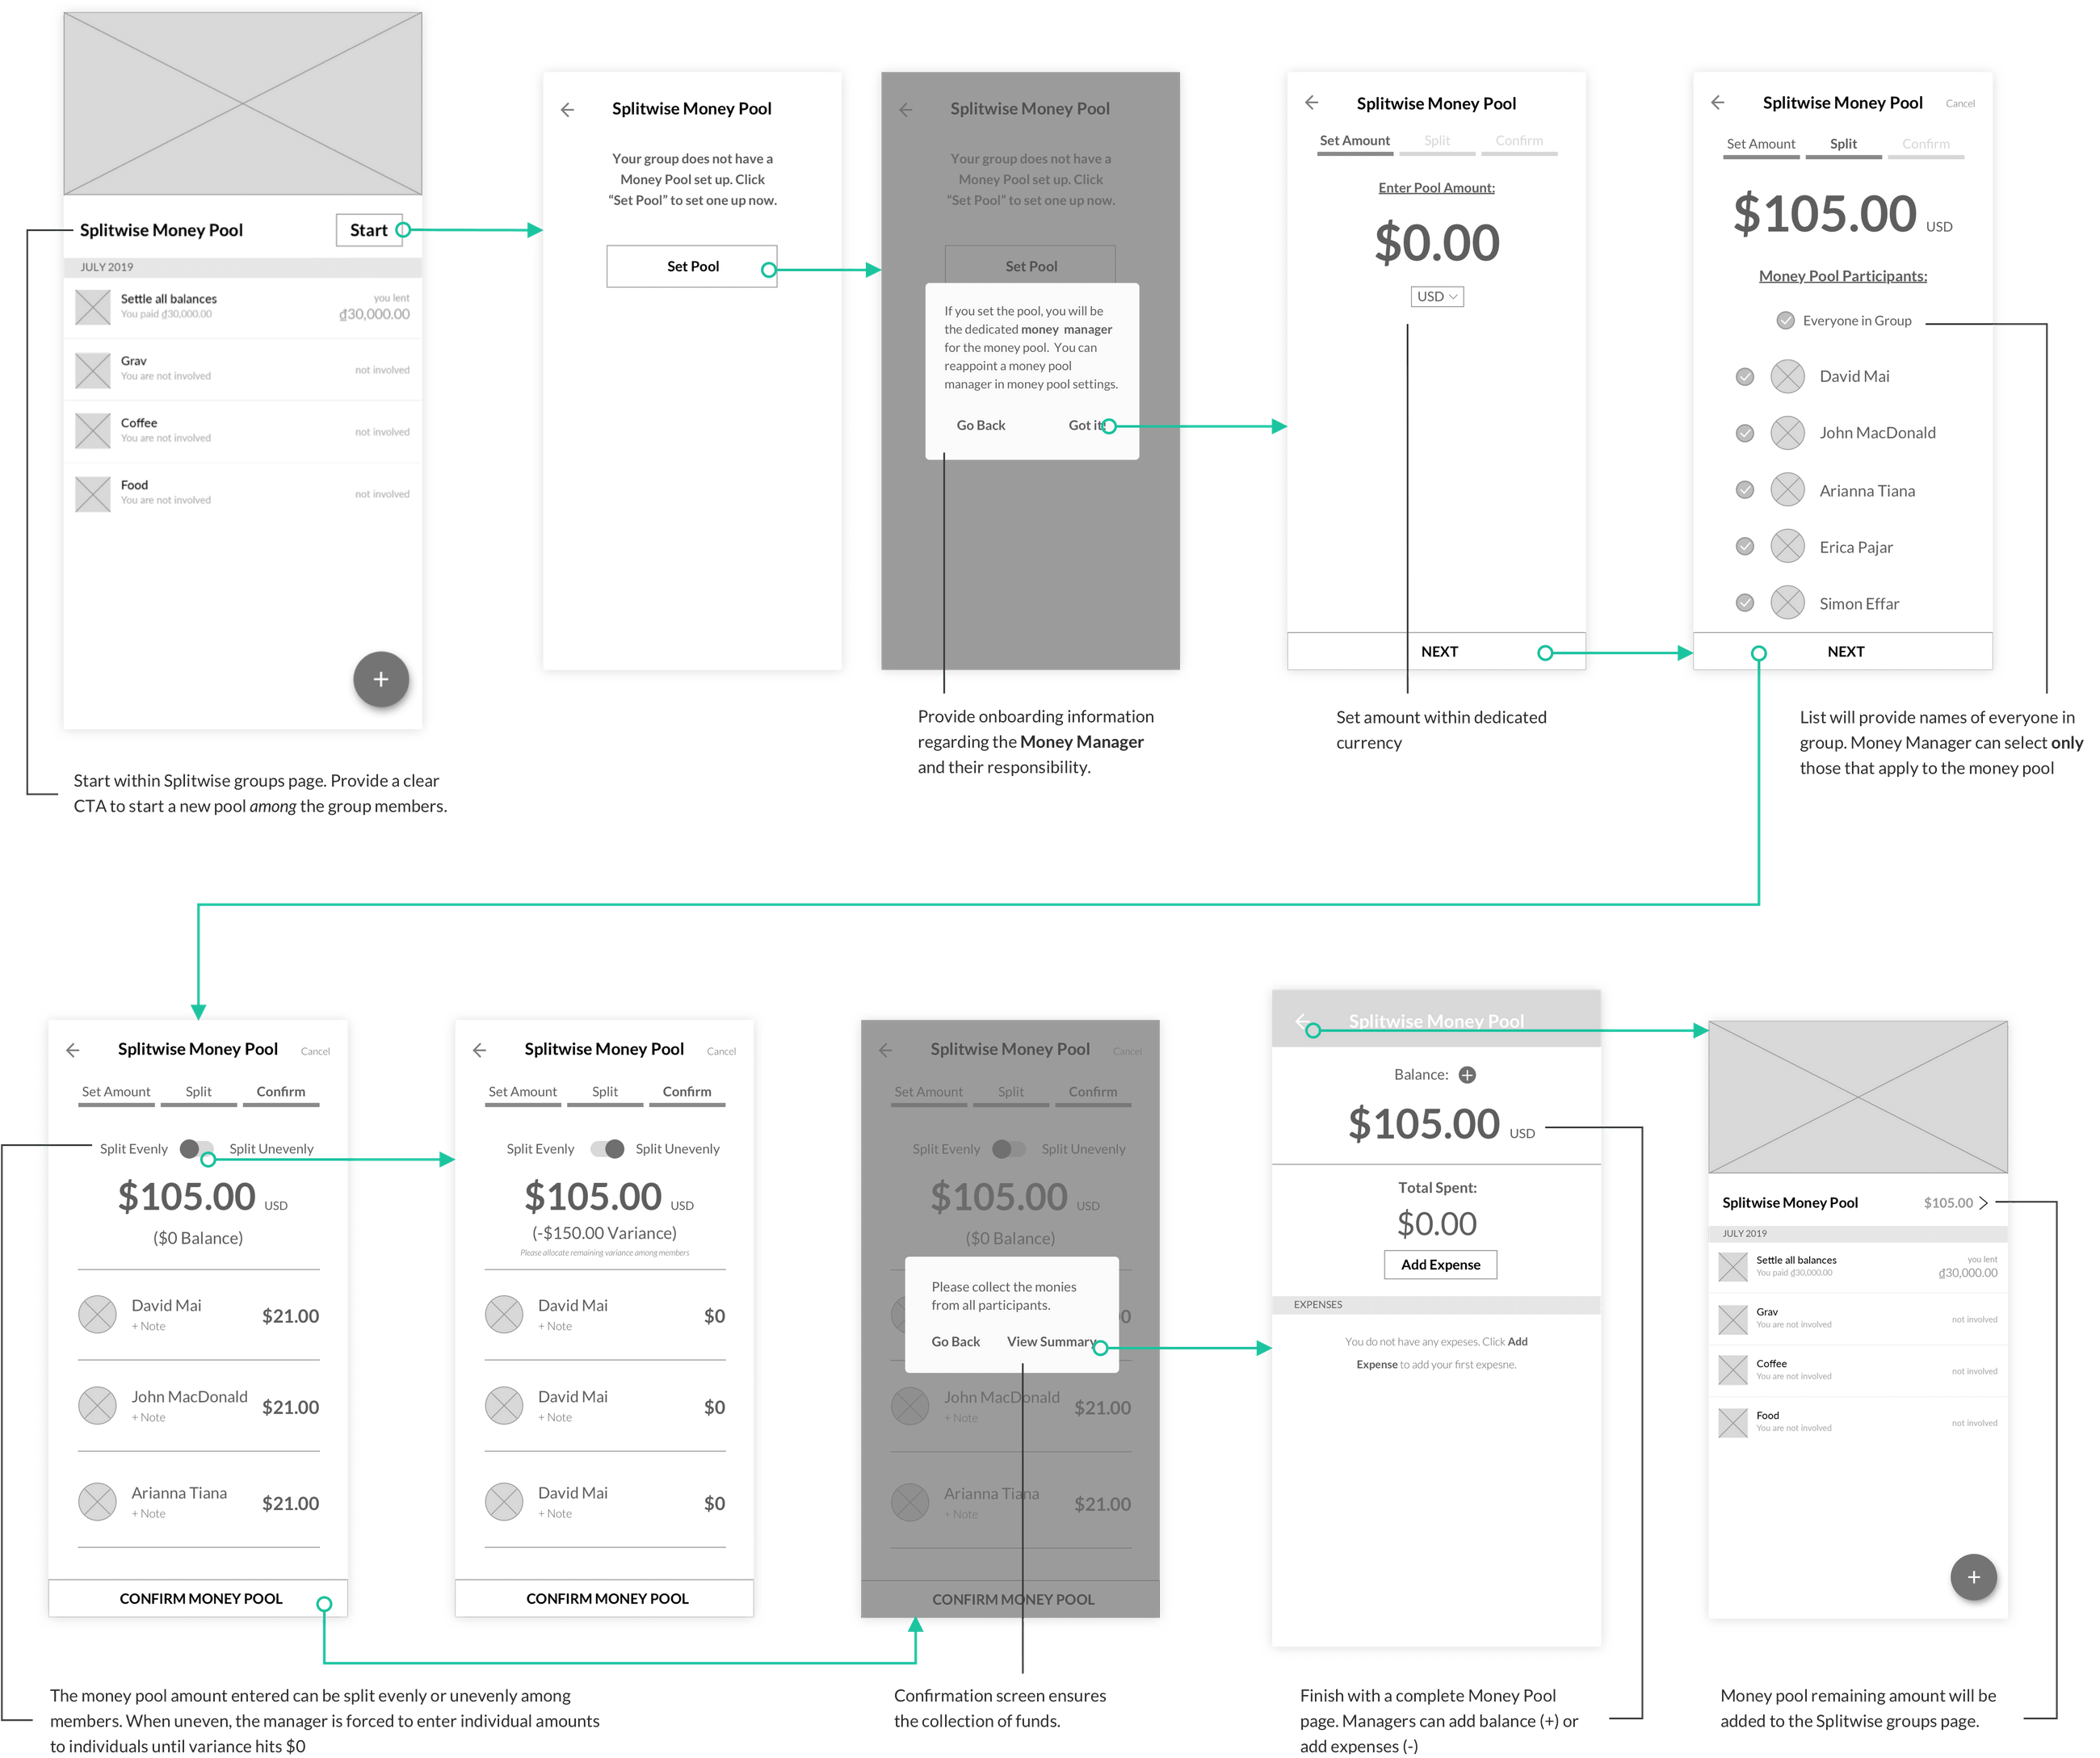 Splitwise Money Pool
Start
JULY 2019
Settle all balances
you lent
You paid ₫30,000.00
₫30,000.00
Grav
You are not involved
not involved
Coffee
You are not involved
not involved
Food
You are not involved
not involved
+
Start within Splitwise groups page. Provide a clear
CTA to start a new pool among the group members.
Splitwise Money Pool
Your group does not have a
Money Pool set up. Click
“Set Pool” to set one up now.
Set Pool
Splitwise Money Pool
Your group does not have a
Money Pool set up. Click
“Set Pool” to set one up now.
Set Pool
If you set the pool, you will be
the dedicated money manager
for the money pool. You can
reappoint a money pool
manager in money pool settings.
Go Back
Got it!
Provide onboarding information
regarding the Money Manager
and their responsibility.
Splitwise Money Pool
Set Amount
Split
Confirm
Enter Pool Amount:
$0.00
USD
NEXT
Set amount within dedicated
currency
Splitwise Money Pool
Cancel
Set Amount
Split
Confirm
$105.00 USD
Money Pool Participants:
Everyone in Group
David Mai
John MacDonald
Arianna Tiana
Erica Pajar
Simon Effar
NEXT
List will provide names of everyone in
group. Money Manager can select only
those that apply to the money pool
Splitwise Money Pool
Cancel
Set Amount
Split
Confirm
Split Evenly
Split Unevenly
$105.00 USD
($0 Balance)
David Mai
+ Note
$21.00
John MacDonald
+ Note
$21.00
Arianna Tiana
+ Note
$21.00
CONFIRM MONEY POOL
The money pool amount entered can be split evenly or unevenly among
members. When uneven, the manager is forced to enter individual amounts
to individuals until variance hits $0
Splitwise Money Pool
Cancel
Set Amount
Split
Confirm
Split Evenly
Split Unevenly
$105.00 USD
(-$150.00 Variance)
Please allocate remaining variance among members
David Mai
+ Note
$0
David Mai
+ Note
$0
David Mai
+ Note
$0
CONFIRM MONEY POOL
Splitwise Money Pool
Cancel
Set Amount
Split
Confirm
Split Evenly
Split Unevenly
$105.00 USD
($0 Balance)
Please collect the monies
from all participants.
Go Back
View Summary
0
John MacDonald
+ Note
$21.00
Arianna Tiana
+ Note
$21.00
CONFIRM MONEY POOL
Confirmation screen ensures
the collection of funds.
Splitwise Money Pool
Balance: +
$105.00 USD
Total Spent:
$0.00
Add Expense
EXPENSES
You do not have any expeses. Click Add
Expense to add your first expesne.
Finish with a complete Money Pool
page. Managers can add balance (+) or
add expenses (-)
Splitwise Money Pool
$105.00
JULY 2019
Settle all balances
you lent
You paid ₫30,000.00
₫30,000.00
Grav
You are not involved
not involved
Coffee
You are not involved
not involved
Food
You are not involved
not involved
+
Money pool remaining amount will be
added to the Splitwise groups page.